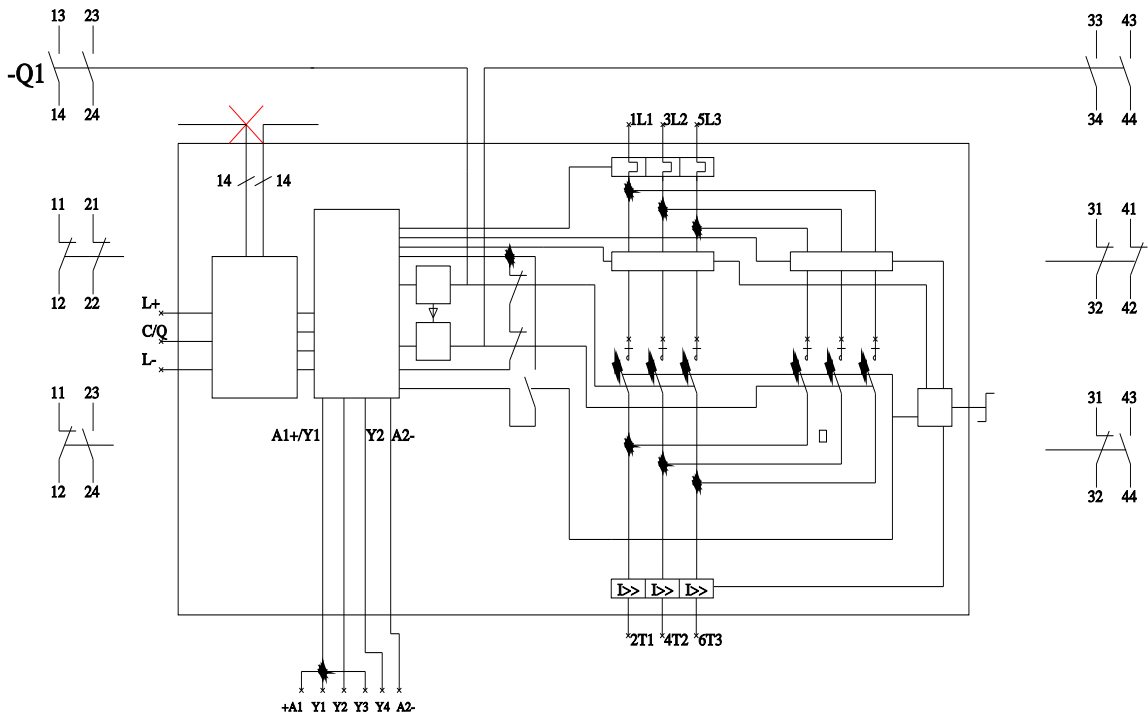 13 23
33 43
-Q1
14 24
34 44
1L1 3L2 5L3
14 14
11 21
31 41
12 22
32 42
L+
C/Q
L-
11 23
31 43
A1+/Y1 Y2 A2-
12 24
32 44
I>> I>> I>>
2T1 4T2 6T3
+A1 Y1 Y2 Y3 Y4 A2-